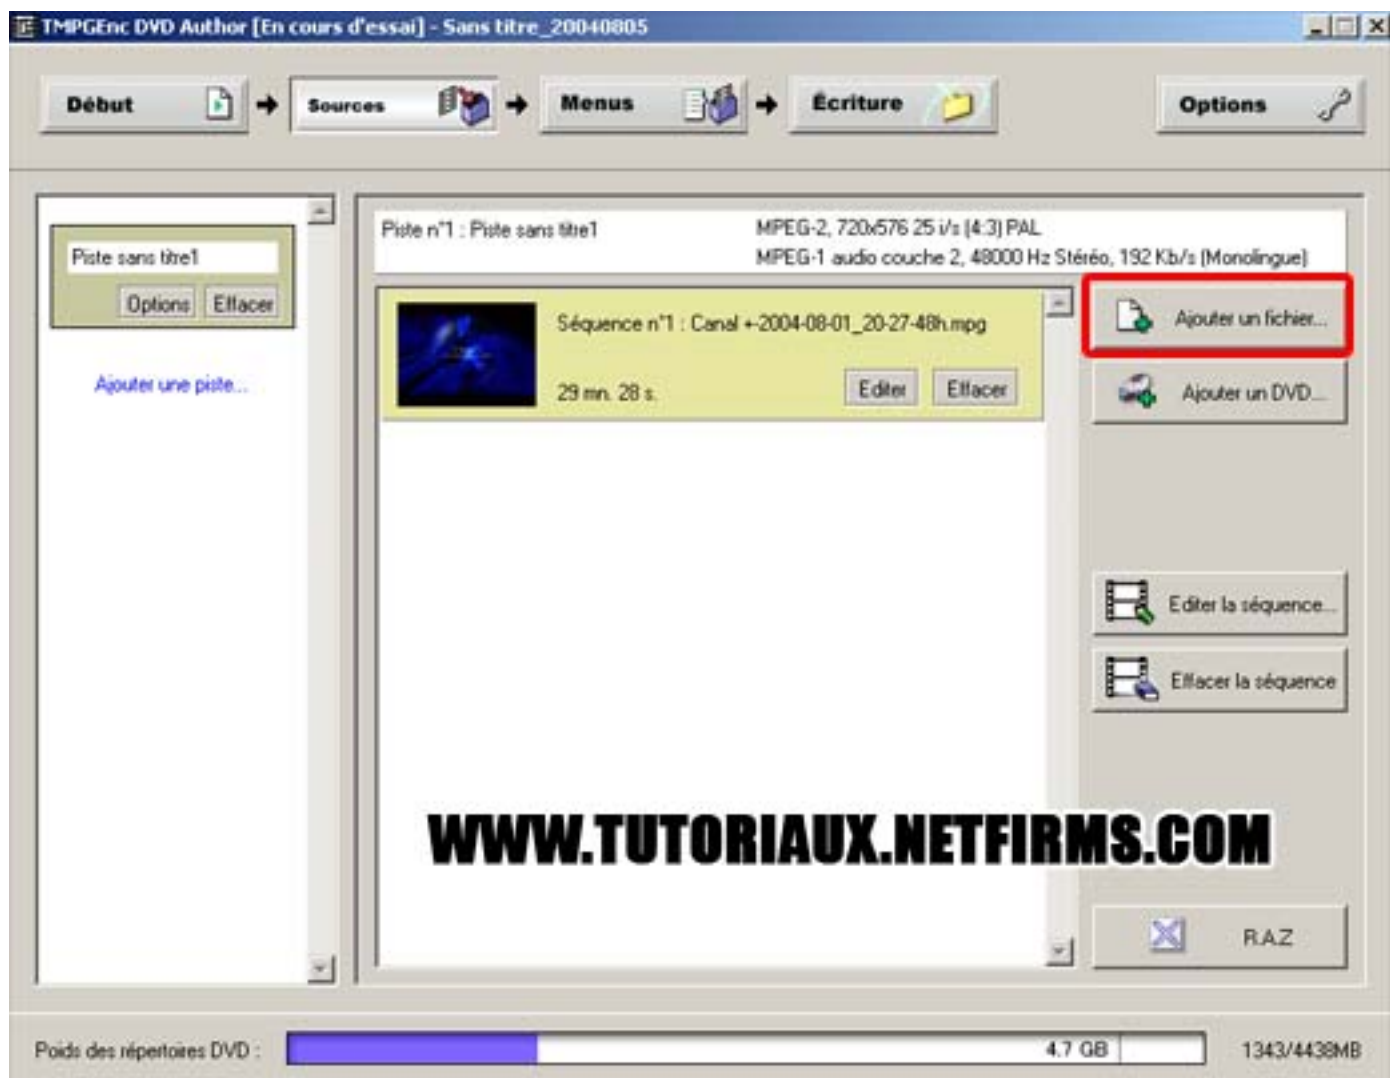 TMPGEnc DVD Author [En cours d'essai] - Sans titre_20040805
Début
Sources
Menus
Écriture
Options
Piste sans titre1
Options
Effacer
Ajouter une piste...
Piste n°1 : Piste sans titre1
MPEG-2, 720x576 25 i/s (4:3) PAL
MPEG-1 audio couche 2, 48000 Hz Stéréo, 192 Kb/s (Monolingue)
Séquence n°1 : Canal +-2004-08-01_20-27-48h.mpg
29 mn. 28 s.
Editer
Effacer
Ajouter un fichier...
Ajouter un DVD...
Editer la séquence...
Effacer la séquence
WWW.TUTORIAUX.NETFIRMS.COM
R.A.Z
Poids des répertoires DVD :
4.7 GB
1343/4438MB